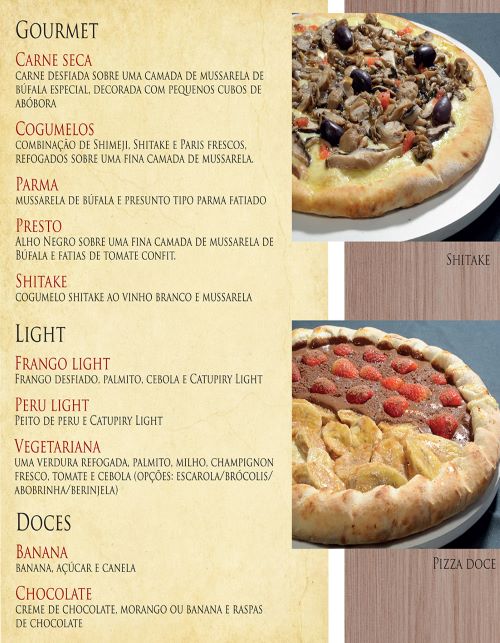 Gourmet
Carne seca
carne desfiada sobre uma camada de mussarela de
búfala especial, decorada com pequenos cubos de
abóbora
Cogumelos
combinação de Shimeji, Shitake e Paris frescos,
refogados sobre uma fina camada de mussarela.
Parma
mussarela de búfala e presunto tipo parma fatiado
Presto
Alho Negro sobre uma fina camada de mussarela de
Búfala e fatias de tomate confit.
Shitake
cogumelo shitake ao vinho branco e mussarela
Shitake
Light
Frango light
Frango desfiado, palmito, cebola e Catupiry Light
Peru light
Peito de peru e Catupiry Light
Vegetariana
uma verdura refogada, palmito, milho, champignon
fresco, tomate e cebola (opções: escarola/brócolis/
abobrinha/berinjela)
Doces
Banana
banana, açúcar e canela
Chocolate
creme de chocolate, morango ou banana e raspas
de chocolate
Pizza doce